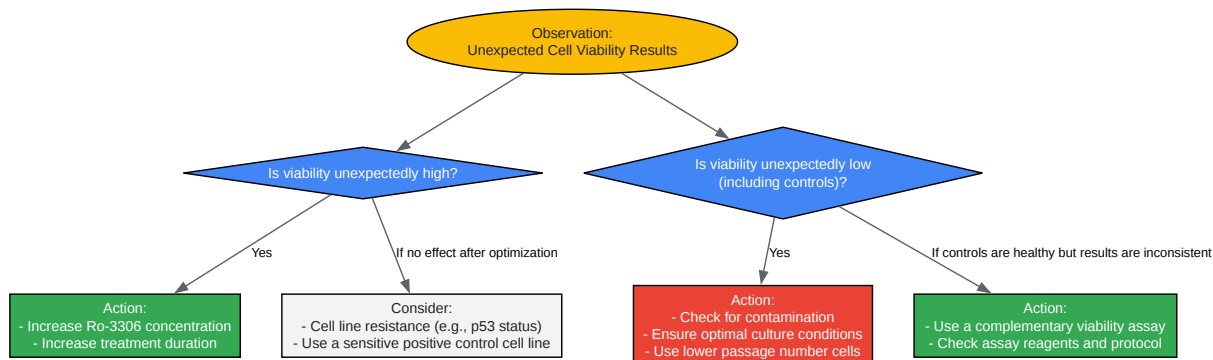 Observation:
Unexpected Cell Viability Results
Is viability unexpectedly high?
Is viability unexpectedly low
(including controls)?
Yes
If no effect after optimization
Yes
If controls are healthy but results are inconsistent
Action:
- Increase Ro-3306 concentration
- Increase treatment duration
Consider:
- Cell line resistance (e.g., p53 status)
- Use a sensitive positive control cell line
Action:
- Check for contamination
- Ensure optimal culture conditions
- Use lower passage number cells
Action:
- Use a complementary viability assay
- Check assay reagents and protocol